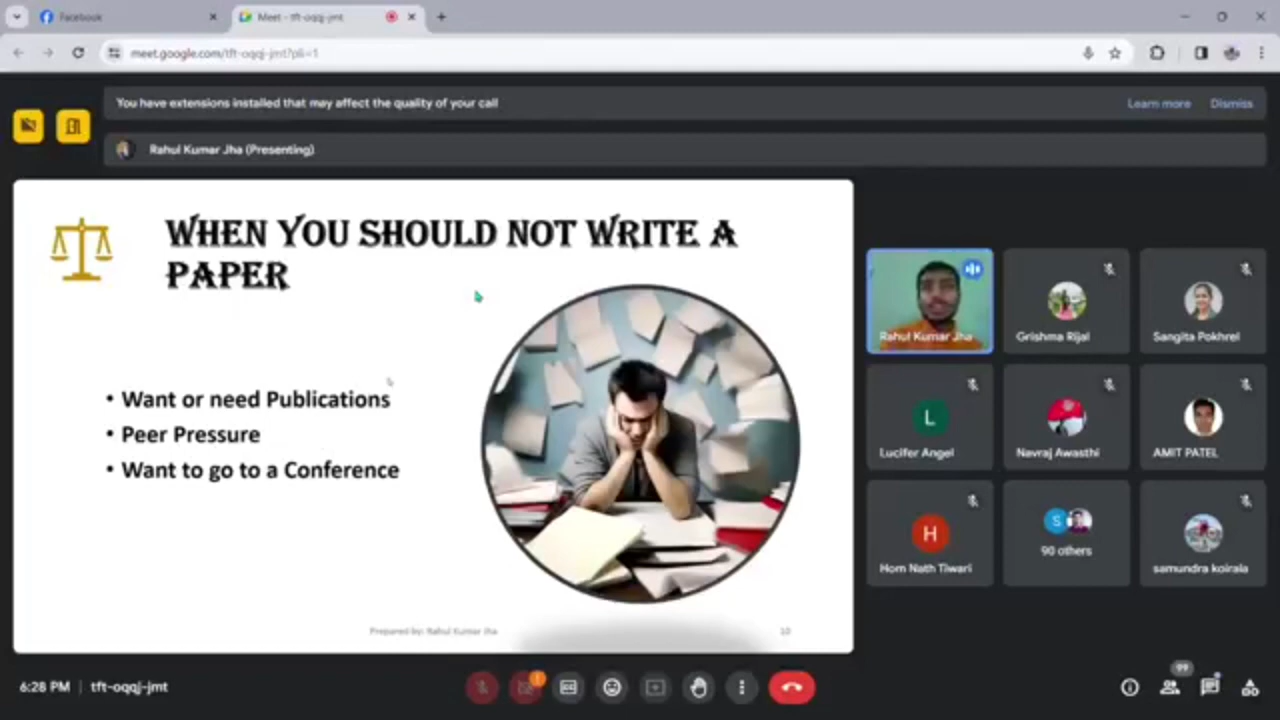 Facebook
Meet - tft-oqqj-jmt
meet.google.com/tft-oqqj-jmt?pli=1
You have extensions installed that may affect the quality of your call
Learn more
Dismiss
Rahul Kumar Jha (Presenting)
WHEN YOU SHOULD NOT WRITE A
PAPER
• Want or need Publications
• Peer Pressure
• Want to go to a Conference
Prepared by: Rahul Kumar Jha
10
Rahul Kumar Jha
Grishma Rijal
Sangita Pokhrel
L
Lucifer Angel
Navraj Awasthi
AMIT PATEL
H
Hom Nath Tiwari
S
90 others
samundra koirala
6:28 PM | tft-oqqj-jmt
99